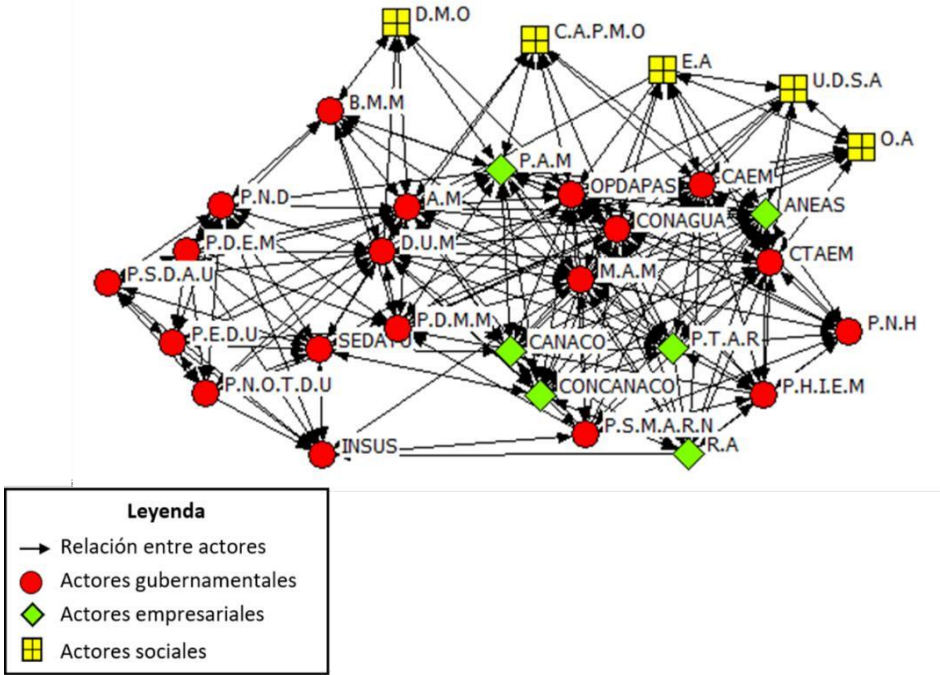 D.M.O
C.A.P.M.O
E.A
U.D.S.A
B.M.M
O.A
P.A.M
CAEM
OPDAPAS
P.N.D
A.M
ANEAS
CONAGUA
P.D.E.M
D.U.M
CTAEM
P.S.D.A.U
M.A.M
P.D.M.M
P.N.H
P.E.D.U
SEDATU
CANACO
P.T.A.R
P.N.O.T.D.U
CONCANACO
P.H.I.E.M
P.S.M.A.R.N
INSUS
R.A
Leyenda
Relación entre actores
Actores gubernamentales
Actores empresariales
Actores sociales